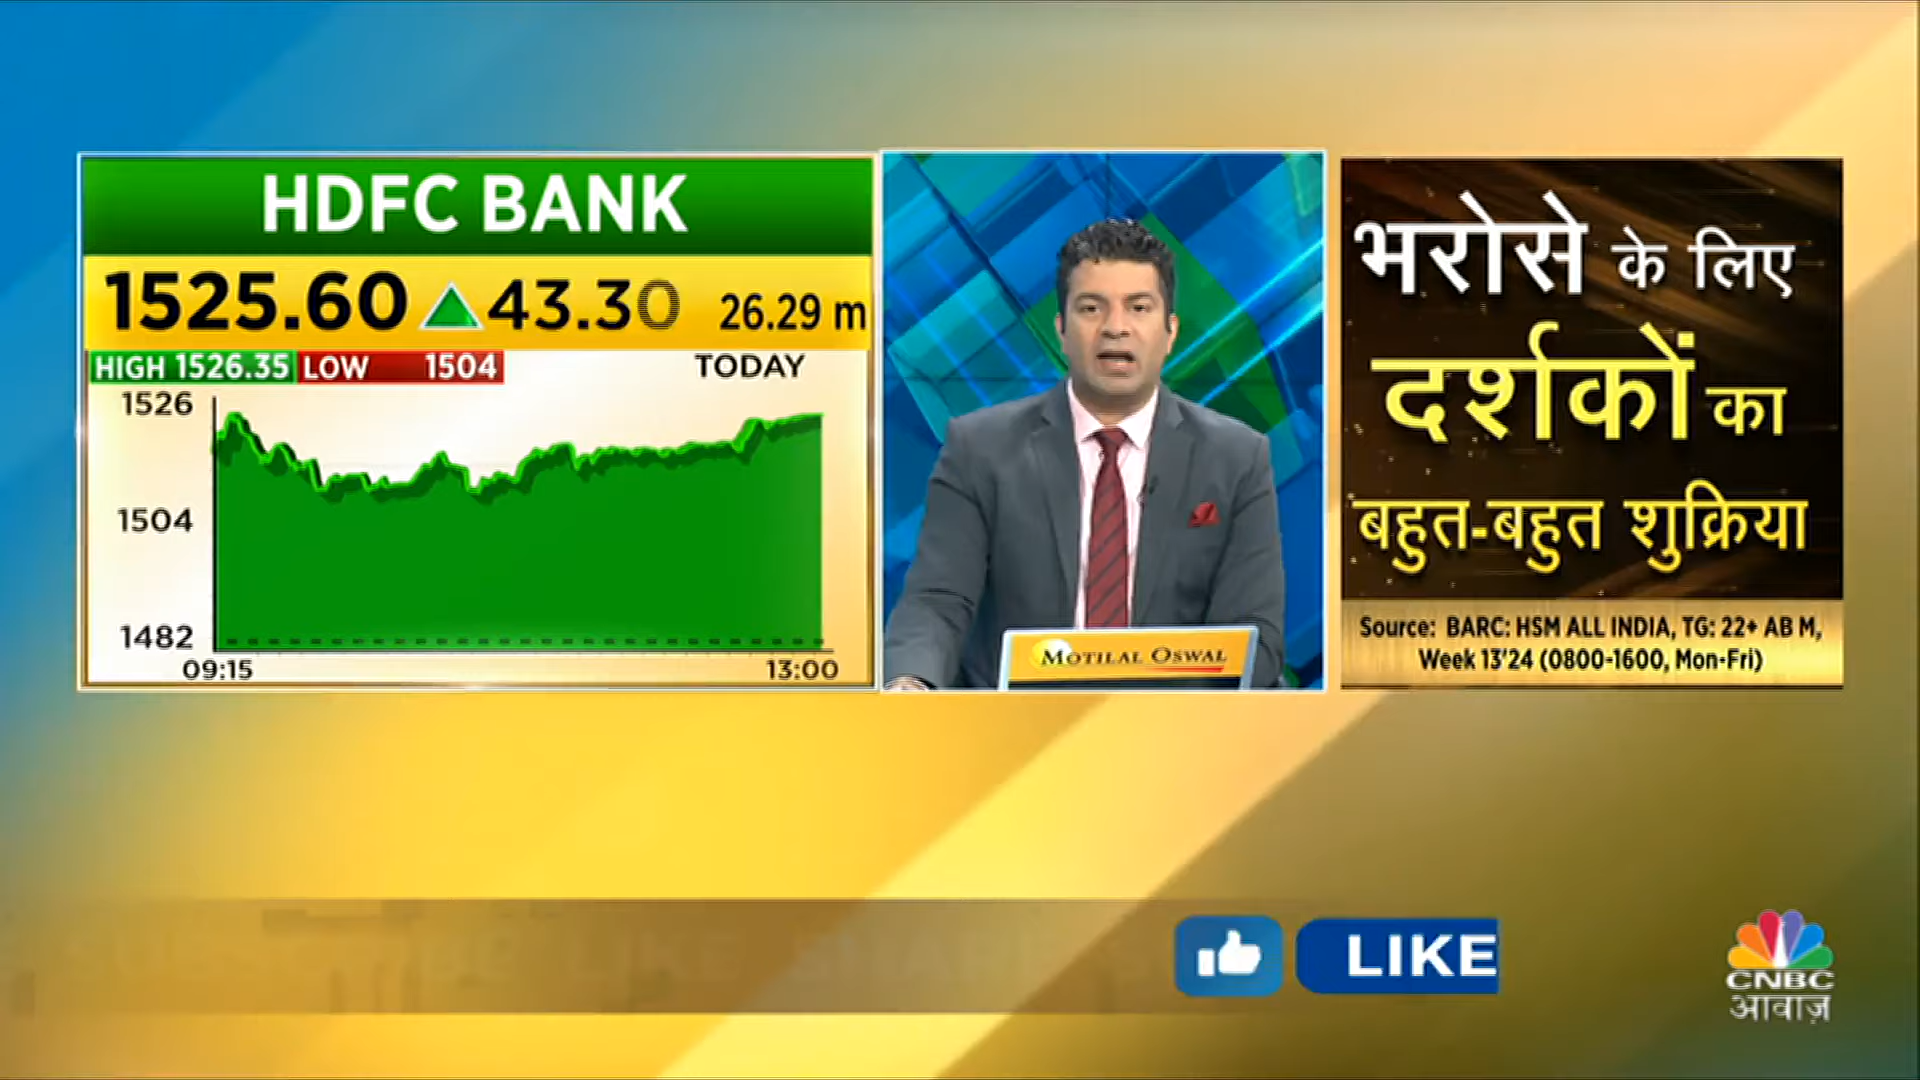 HDFC BANK
1525.60 ▲ 43.30 26.29 m
HIGH 1526.35 LOW 1504 TODAY
1526
1504
1482
09:15 13:00
MOTILAL OSWAL
भरोसे के लिए
दर्शकों का
बहुत-बहुत शुक्रिया
Source: BARC: HSM ALL INDIA, TG: 22+ AB M,
Week 13'24 (0800-1600, Mon-Fri)
LIKE
CNBC
आवाज़